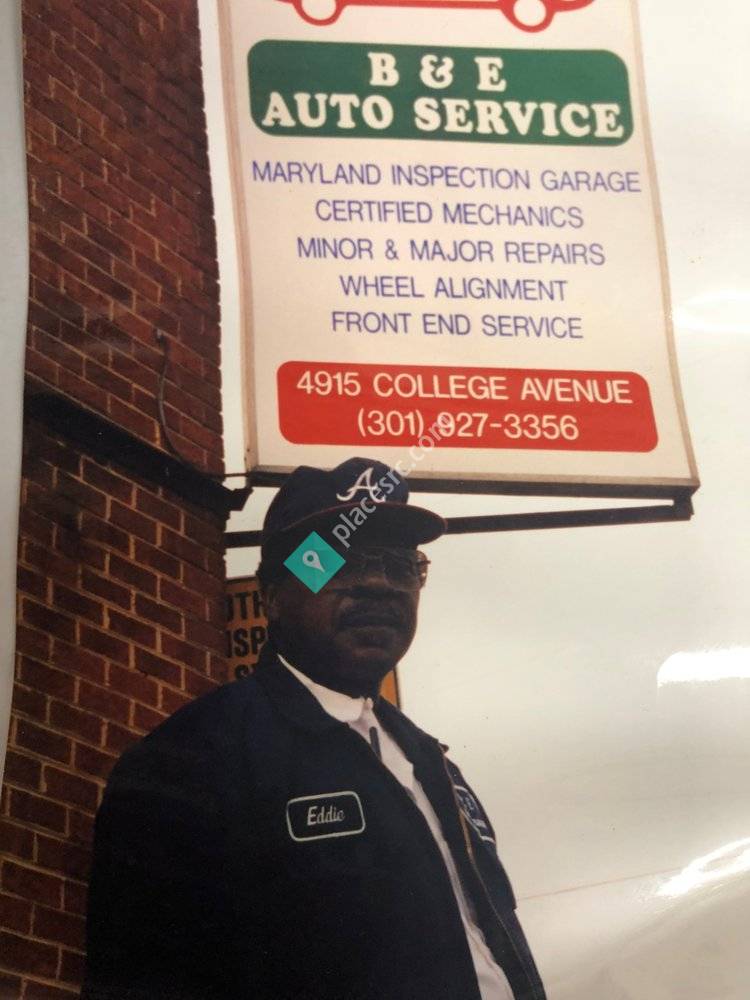 B & E
AUTO SERVICE
MARYLAND INSPECTION GARAGE
CERTIFIED MECHANICS
MINOR & MAJOR REPAIRS
WHEEL ALIGNMENT
FRONT END SERVICE
4915 COLLEGE AVENUE
(301) 927-3356
placesrc.com
A
Eddie